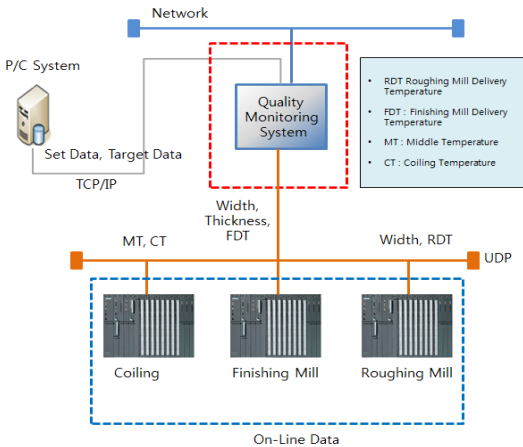 Network
P/C System
Quality
Monitoring
System
• RDT Roughing Mill Delivery
Temperature
• FDT : Finishing Mill Delivery
Temperature
• MT : Middle Temperature
• CT : Coiling Temperature
Set Data, Target Data
TCP/IP
Width,
Thickness,
FDT
MT, CT
Width, RDT
UDP
Coiling
Finishing Mill
Roughing Mill
On-Line Data